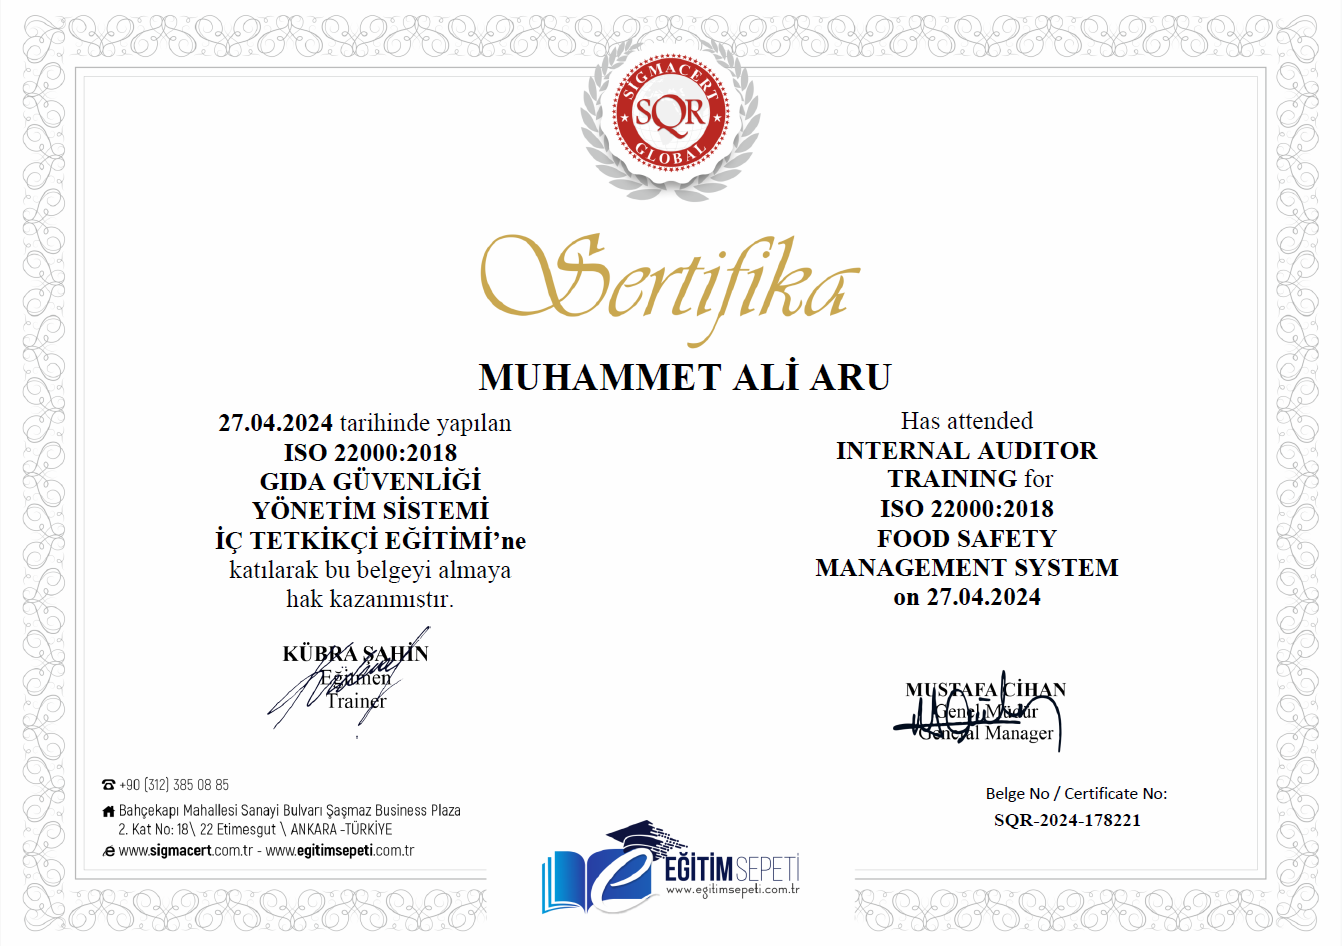 SIGMACERT
SQR
GLOBAL
Sertifika
MUHAMMET ALİ ARU
27.04.2024 tarihinde yapılan
ISO 22000:2018
GIDA GÜVENLİĞİ
YÖNETİM SİSTEMİ
İÇ TETKİKÇİ EĞİTİMİ’ne
katılarak bu belgeyi almaya
hak kazanmıstır.
KÜBRA ŞAHİN
Eğitmen
Trainer
Has attended
INTERNAL AUDITOR
TRAINING for
ISO 22000:2018
FOOD SAFETY
MANAGEMENT SYSTEM
on 27.04.2024
MUSTAFA CİHAN
Genel Müdür
General Manager
+90 (312) 385 08 85
Bahçekapı Mahallesi Sanayi Bulvarı Şaşmaz Business Plaza
2. Kat No: 18\ 22 Etimesgut \ ANKARA -TÜRKİYE
www.sigmacert.com.tr - www.egitimsepeti.com.tr
e EĞİTİM SEPETİ
www.egitimsepeti.com.tr
Belge No / Certificate No:
SQR-2024-178221